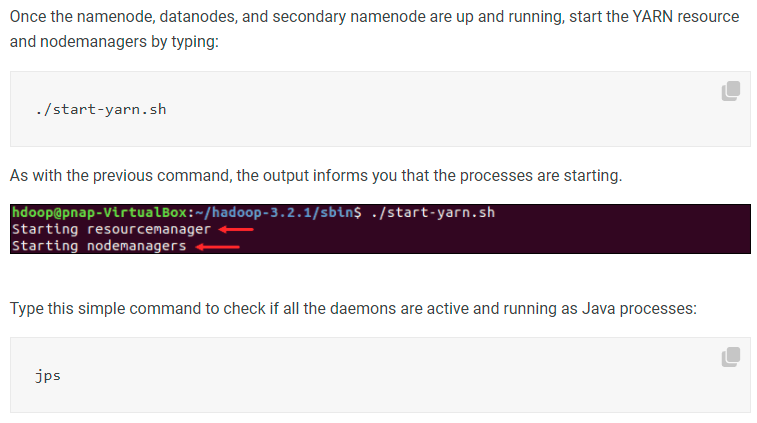 Once the namenode, datanodes, and secondary namenode are up and running, start the YARN resource
and nodemanagers by typing:
./start-yarn.sh
As with the previous command, the output informs you that the processes are starting.
hdoop@pnap-VirtualBox:~/hadoop-3.2.1/sbin$ ./start-yarn.sh
Starting resourcemanager
Starting nodemanagers
Type this simple command to check if all the daemons are active and running as Java processes:
jps